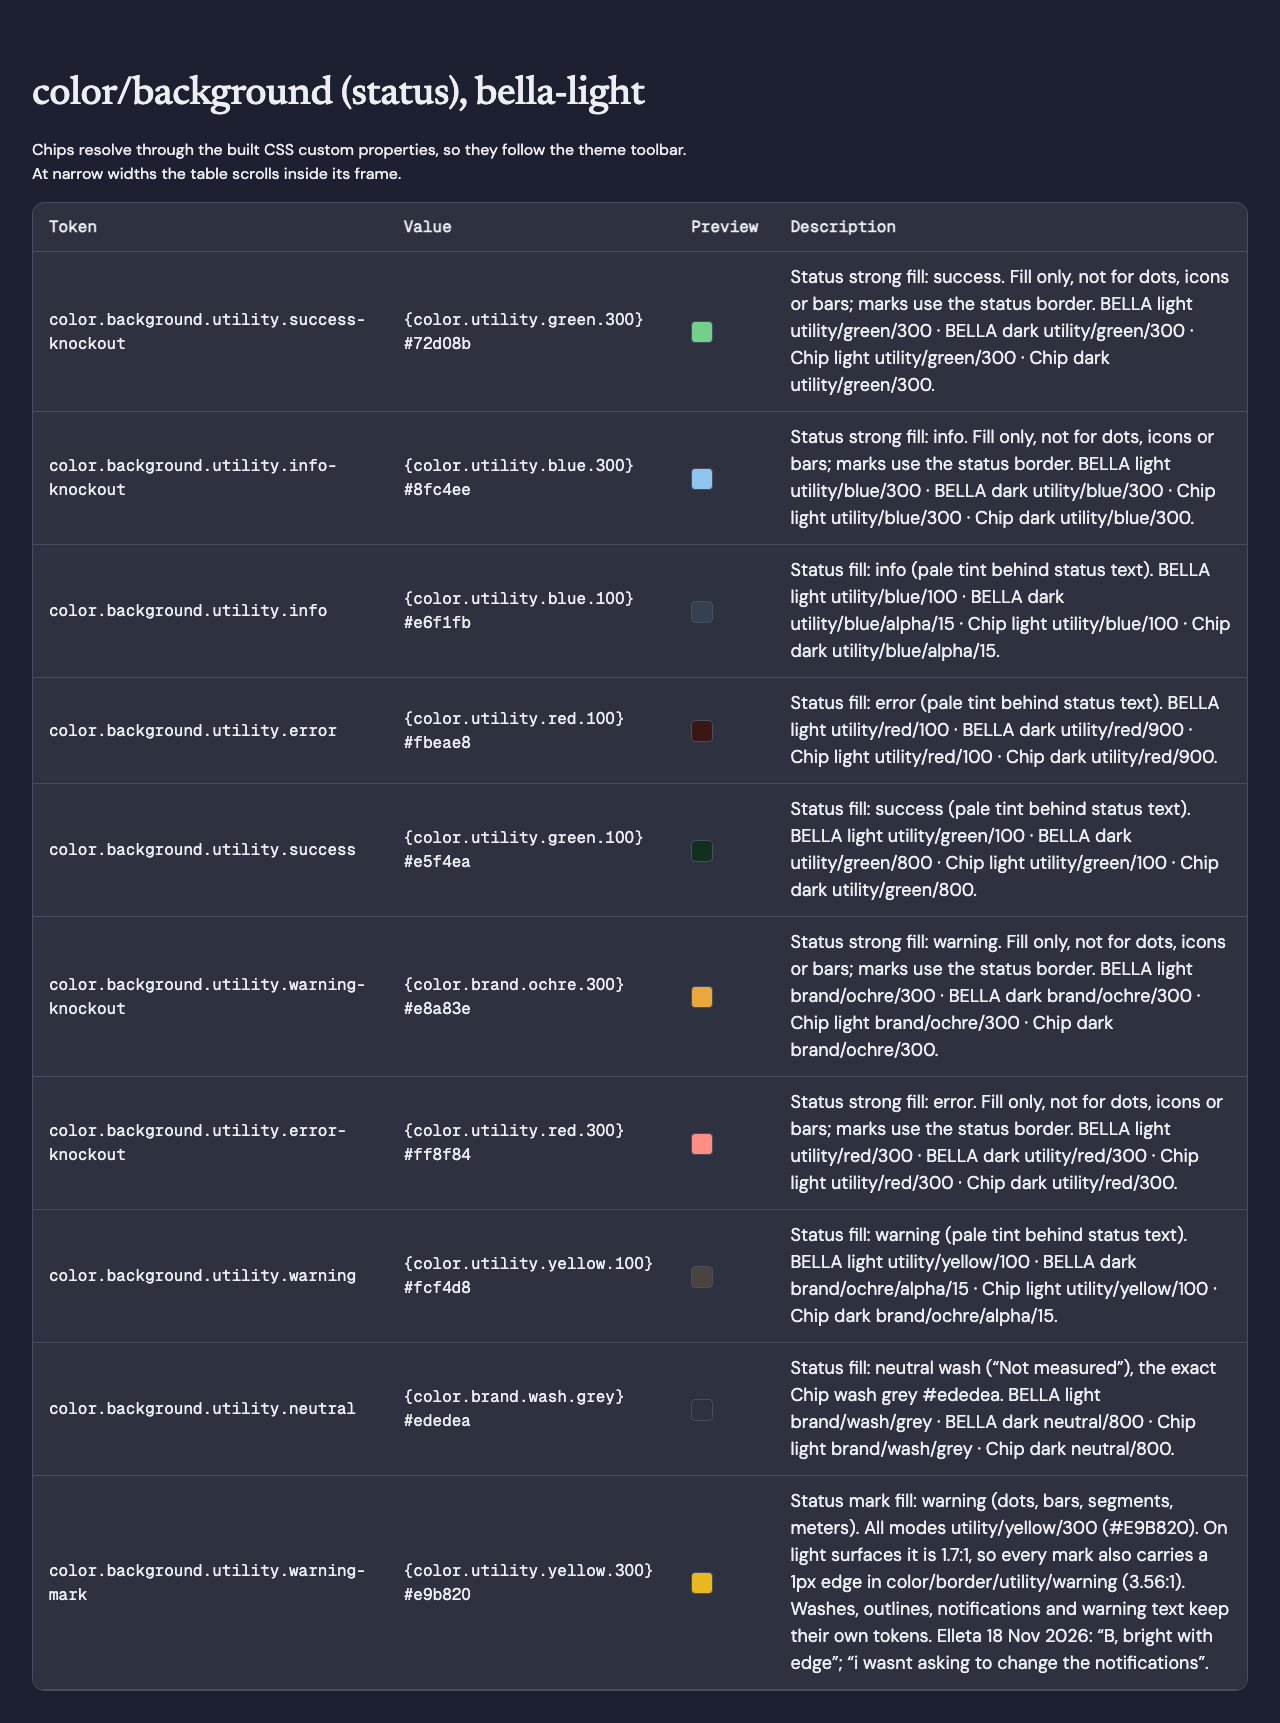 color/background (status), bella-light
Chips resolve through the built CSS custom properties, so they follow the theme toolbar.
At narrow widths the table scrolls inside its frame.
Token Value Preview Description
color.background.utility.success-
knockout
{color.utility.green.300}
#72d08b
Status strong fill: success. Fill only, not for dots, icons
or bars; marks use the status border. BELLA light
utility/green/300 · BELLA dark utility/green/300 ·
Chip light utility/green/300 · Chip dark
utility/green/300.
color.background.utility.info-
knockout
{color.utility.blue.300}
#8fc4ee
Status strong fill: info. Fill only, not for dots, icons or
bars; marks use the status border. BELLA light
utility/blue/300 · BELLA dark utility/blue/300 · Chip
light utility/blue/300 · Chip dark utility/blue/300.
color.background.utility.info
{color.utility.blue.100}
#e6f1fb
Status fill: info (pale tint behind status text). BELLA
light utility/blue/100 · BELLA dark
utility/blue/alpha/15 · Chip light utility/blue/100 · Chip
dark utility/blue/alpha/15.
color.background.utility.error
{color.utility.red.100}
#fbeae8
Status fill: error (pale tint behind status text). BELLA
light utility/red/100 · BELLA dark utility/red/900 ·
Chip light utility/red/100 · Chip dark utility/red/900.
color.background.utility.success
{color.utility.green.100}
#e5f4ea
Status fill: success (pale tint behind status text).
BELLA light utility/green/100 · BELLA dark
utility/green/800 · Chip light utility/green/100 · Chip
dark utility/green/800.
color.background.utility.warning-
knockout
{color.brand.ochre.300}
#e8a83e
Status strong fill: warning. Fill only, not for dots, icons
or bars; marks use the status border. BELLA light
brand/ochre/300 · BELLA dark brand/ochre/300 ·
Chip light brand/ochre/300 · Chip dark
brand/ochre/300.
color.background.utility.error-
knockout
{color.utility.red.300}
#ff8f84
Status strong fill: error. Fill only, not for dots, icons or
bars; marks use the status border. BELLA light
utility/red/300 · BELLA dark utility/red/300 · Chip
light utility/red/300 · Chip dark utility/red/300.
color.background.utility.warning
{color.utility.yellow.100}
#fcf4d8
Status fill: warning (pale tint behind status text).
BELLA light utility/yellow/100 · BELLA dark
brand/ochre/alpha/15 · Chip light utility/yellow/100 ·
Chip dark brand/ochre/alpha/15.
color.background.utility.neutral
{color.brand.wash.grey}
#ededea
Status fill: neutral wash (“Not measured”), the exact
Chip wash grey #ededea. BELLA light
brand/wash/grey · BELLA dark neutral/800 · Chip
light brand/wash/grey · Chip dark neutral/800.
color.background.utility.warning-
mark
{color.utility.yellow.300}
#e9b820
Status mark fill: warning (dots, bars, segments,
meters). All modes utility/yellow/300 (#E9B820). On
light surfaces it is 1.7:1, so every mark also carries a
1px edge in color/border/utility/warning (3.56:1).
Washes, outlines, notifications and warning text keep
their own tokens. Elleta 18 Nov 2026: “B, bright with
edge”; “i wasnt asking to change the notifications”.